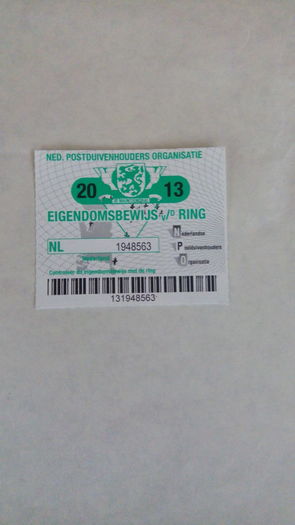 NED. POSTDUIVENHOUDERS ORGANISATIE
20 13
EIGENDOMSBEWIJS v/D RING
Nederlandse
NL 1948563
Postduivenhouders
Nederland
Organisatie
Controleer dit eigendomsbewijs met de ring
131948563